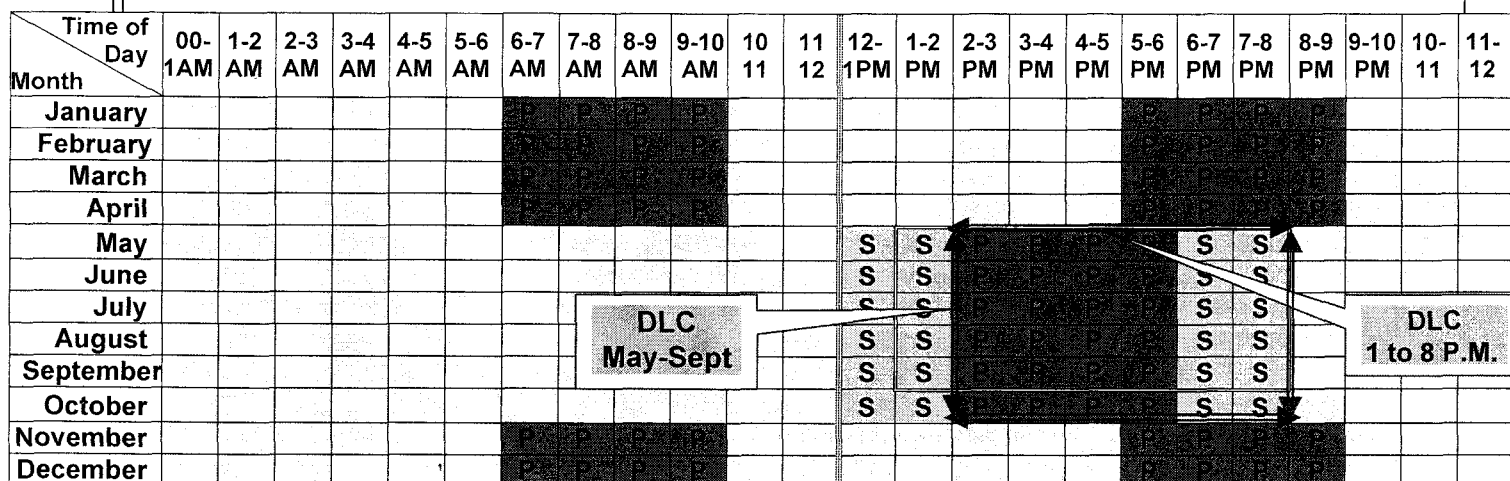 Time of Day Month 00-1AM 1-2 AM 2-3 AM 3-4 AM 4-5 AM 5-6 AM 6-7 AM 7-8 AM 8-9 AM 9-10 AM 10 11 11 12 12-1PM 1-2 PM 2-3 PM 3-4 PM 4-5 PM 5-6 PM 6-7 PM 7-8 PM 8-9 PM 9-10 PM 10-11 11-12
January P P P P P P P P
February P P P P P P P P
March P P P P P P P P
April P P P P P P P P
May S S P P P P S S
June S S P P P P S S
July S S P P P P S S
August S S P P P P S S
September S S P P P P S S
October S S P P P P S S
November P P P P P P P P
December P P P P P P P P
DLC
May-Sept
DLC
1 to 8 P.M.